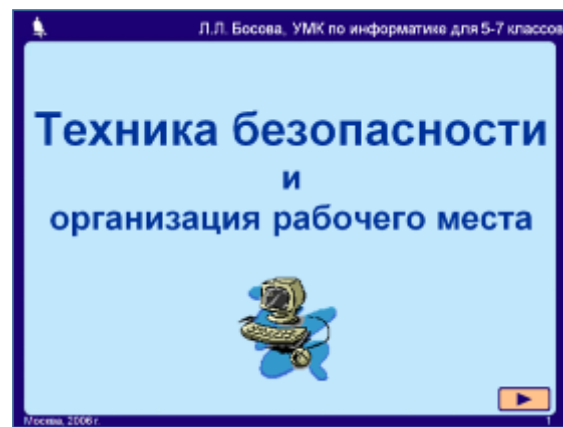 Л.Л. Босова, УМК по информатике для 5-7 классов
Техника безопасности
и
организация рабочего места
Москва, 2006 г.
1